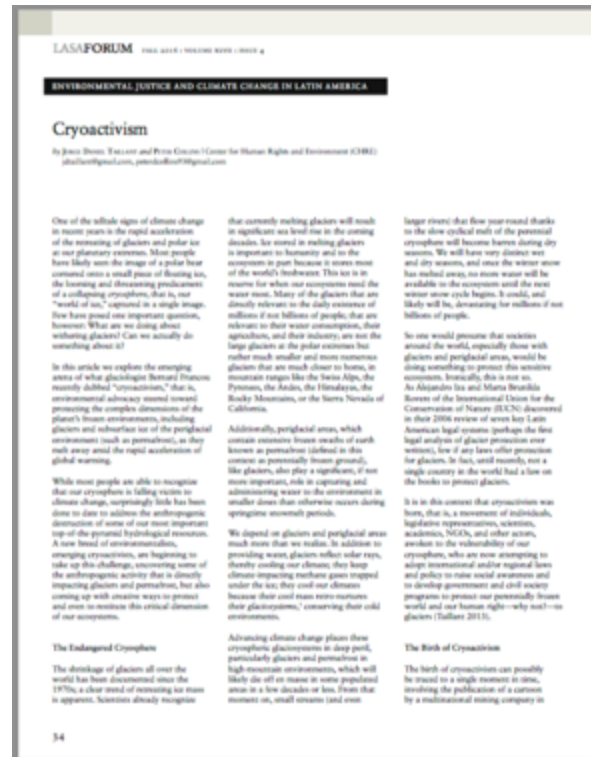 LASAFORUM FALL 2016 : VOLUME XLVII : ISSUE 4
ENVIRONMENTAL JUSTICE AND CLIMATE CHANGE IN LATIN AMERICA
Cryoactivism
by JORGE DANIEL TAILLANT and PETER COLLINS | Center for Human Rights and Environment (CHRE)
One of the telltale signs of climate change
in recent years is the rapid acceleration
of the retreating of glaciers and polar ice
at our planetary extremes. Most people
have likely seen the image of a polar bear
cornered onto a small piece of floating ice,
the looming and threatening predicament
of a collapsing cryosphere, that is, our
"world of ice," captured in a single image.
Few have posed one important question,
however: What are we doing about
withering glaciers? Can we actually do
something about it?
In this article we explore the emerging
arena of what glaciologist Bernard Francou
recently dubbed "cryoactivism," that is,
environmental advocacy steered toward
protecting the complex dimensions of the
planet's frozen environments, including
glaciers and subsurface ice of the periglacial
environment (such as permafrost), as they
melt away amid the rapid acceleration of
global warming.
While most people are able to recognize
that our cryosphere is falling victim to
climate change, surprisingly little has been
done to date to address the anthropogenic
destruction of some of our most important
top-of-the-pyramid hydrological resources.
A new breed of environmentalists,
emerging cryoactivists, are beginning to
take up this challenge, uncovering some of
the anthropogenic activity that is directly
impacting glaciers and permafrost, but also
coming up with creative ways to protect
and even to restitute this critical dimension
of our ecosystems.
The Endangered Cryosphere
The shrinkage of glaciers all over the
world has been documented since the
1970s; a clear trend of retreating ice mass
is apparent. Scientists already recognize
that currently melting glaciers will result
in significant sea level rise in the coming
decades. Ice stored in melting glaciers
is important to humanity and to the
ecosystem in part because it stores most
of the world's freshwater. This ice is in
reserve for when our ecosystems need the
water most. Many of the glaciers that are
directly relevant to the daily existence of
millions if not billions of people; that are
relevant to their water consumption, their
agriculture, and their industry; are not the
large glaciers at the polar extremes but
rather much smaller and more numerous
glaciers that are much closer to home, in
mountain ranges like the Swiss Alps, the
Pyrenees, the Andes, the Himalayas, the
Rocky Mountains, or the Sierra Nevada of
California.
Additionally, periglacial areas, which
contain extensive frozen swaths of earth
known as permafrost (defined in this
context as perennially frozen ground),
like glaciers, also play a significant, if not
more important, role in capturing and
administering water to the environment in
smaller doses than otherwise occurs during
springtime snowmelt periods.
We depend on glaciers and periglacial areas
much more than we realize. In addition to
providing water, glaciers reflect solar rays,
thereby cooling our climate; they keep
climate-impacting methane gases trapped
under the ice; they cool our climates
because their cool mass retro-nurtures
their glaciosystems,¹ conserving their cold
environments.
Advancing climate change places these
cryospheric glaciosystems in deep peril,
particularly glaciers and permafrost in
high-mountain environments, which will
likely die off en masse in some populated
areas in a few decades or less. From that
moment on, small streams (and even
larger rivers) that flow year-round thanks
to the slow cyclical melt of the perennial
cryosphere will become barren during dry
seasons. We will have very distinct wet
and dry seasons, and once the winter snow
has melted away, no more water will be
available to the ecosystem until the next
winter snow cycle begins. It could, and
likely will be, devastating for millions if not
billions of people.
So one would presume that societies
around the world, especially those with
glaciers and periglacial areas, would be
doing something to protect this sensitive
ecosystem. Ironically, this is not so.
As Alejandro Iza and Marta Brunilda
Rovere of the International Union for the
Conservation of Nature (IUCN) discovered
in their 2006 review of seven key Latin
American legal systems (perhaps the first
legal analysis of glacier protection ever
written), few if any laws offer protection
for glaciers. In fact, until recently, not a
single country in the world had a law on
the books to protect glaciers.
It is in this context that cryoactivism was
born, that is, a movement of individuals,
legislative representatives, scientists,
academics, NGOs, and other actors,
awoken to the vulnerability of our
cryosphere, who are now attempting to
adopt international and/or regional laws
and policy to raise social awareness and
to develop government and civil society
programs to protect our perennially frozen
world and our human right—why not?—to
glaciers (Taillant 2013).
The Birth of Cryoactivism
The birth of cryoactivism can possibly
be traced to a single moment in time,
involving the publication of a cartoon
by a multinational mining company in
34